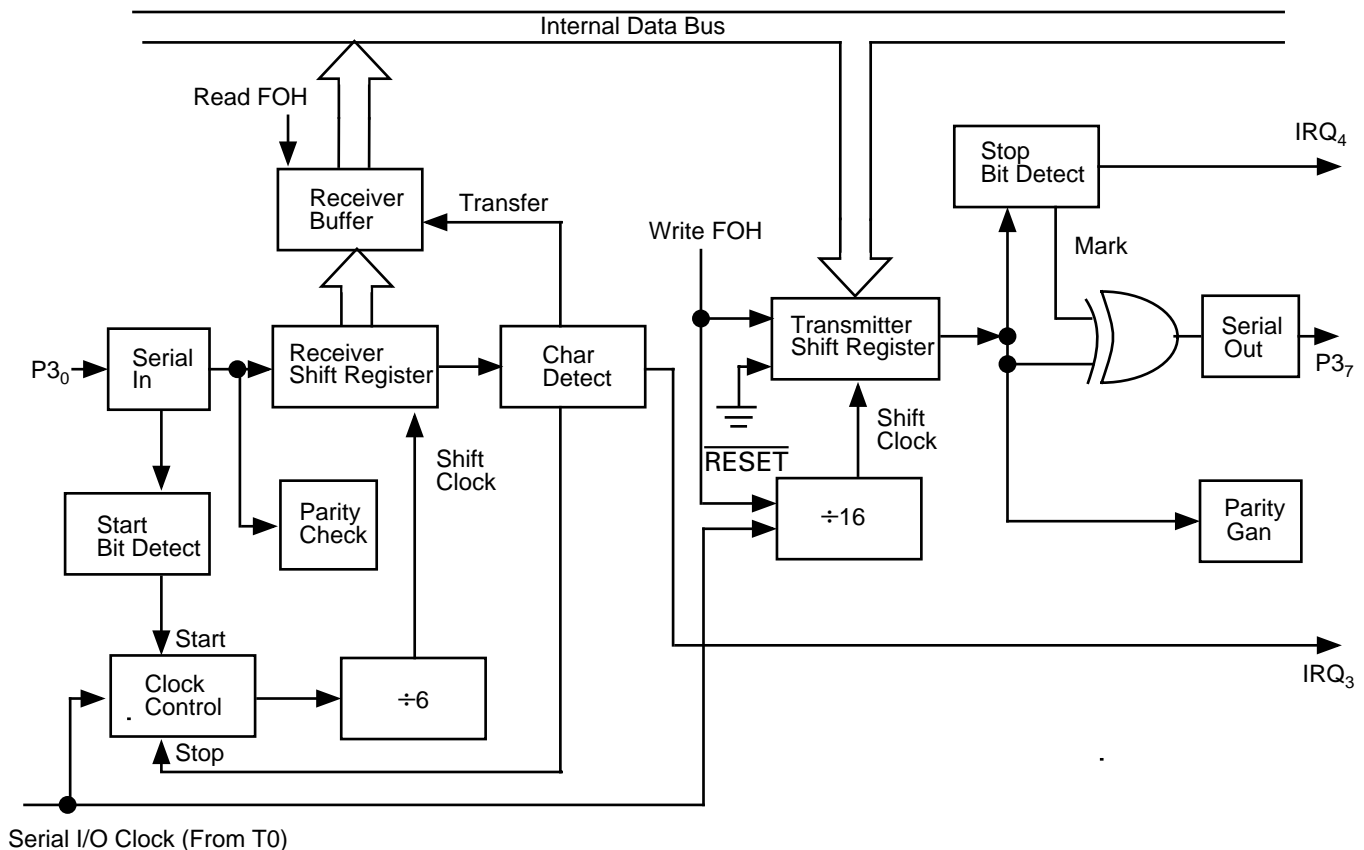 Internal Data Bus
Read FOH
Receiver
Buffer
Transfer
Write FOH
Stop
Bit Detect
IRQ4
Mark
P30
Serial
In
Receiver
Shift Register
Char
Detect
Transmitter
Shift Register
Serial
Out
P37
Shift
Clock
RESET
Shift
Clock
Start
Bit Detect
Parity
Check
÷16
Parity
Gan
Start
Clock
Control
÷6
IRQ3
Stop
Serial I/O Clock (From T0)